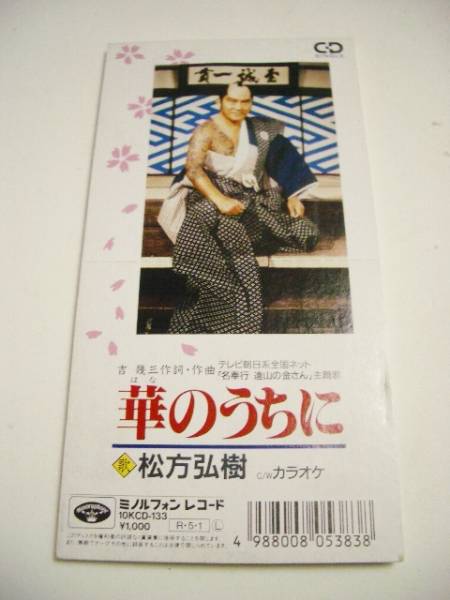 CD
至誠一貫
吉 幾三作詞・作曲
テレビ朝日系全国ネット
「名奉行 遠山の金さん」主題歌
はな
華のうちに
歌 松方弘樹
C/W カラオケ
ミノルフォン レコード
10KCD-133
¥1,000
R・5・1 L
4 988008 053838